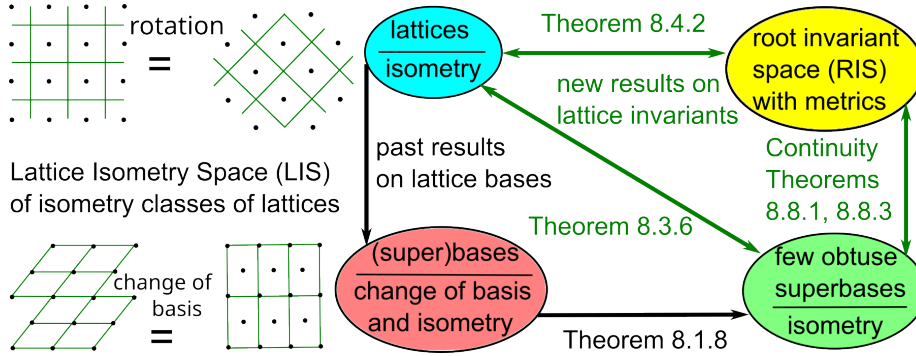 rotation
=
lattices
isometry
Theorem 8.4.2
root invariant
space (RIS)
with metrics
new results on
lattice invariants
past results
on lattice bases
Continuity
Theorems
8.8.1, 8.8.3
Lattice Isometry Space (LIS)
of isometry classes of lattices
Theorem 8.3.6
change of
basis
=
(super)bases
change of basis
and isometry
Theorem 8.1.8
few obtuse
superbases
isometry